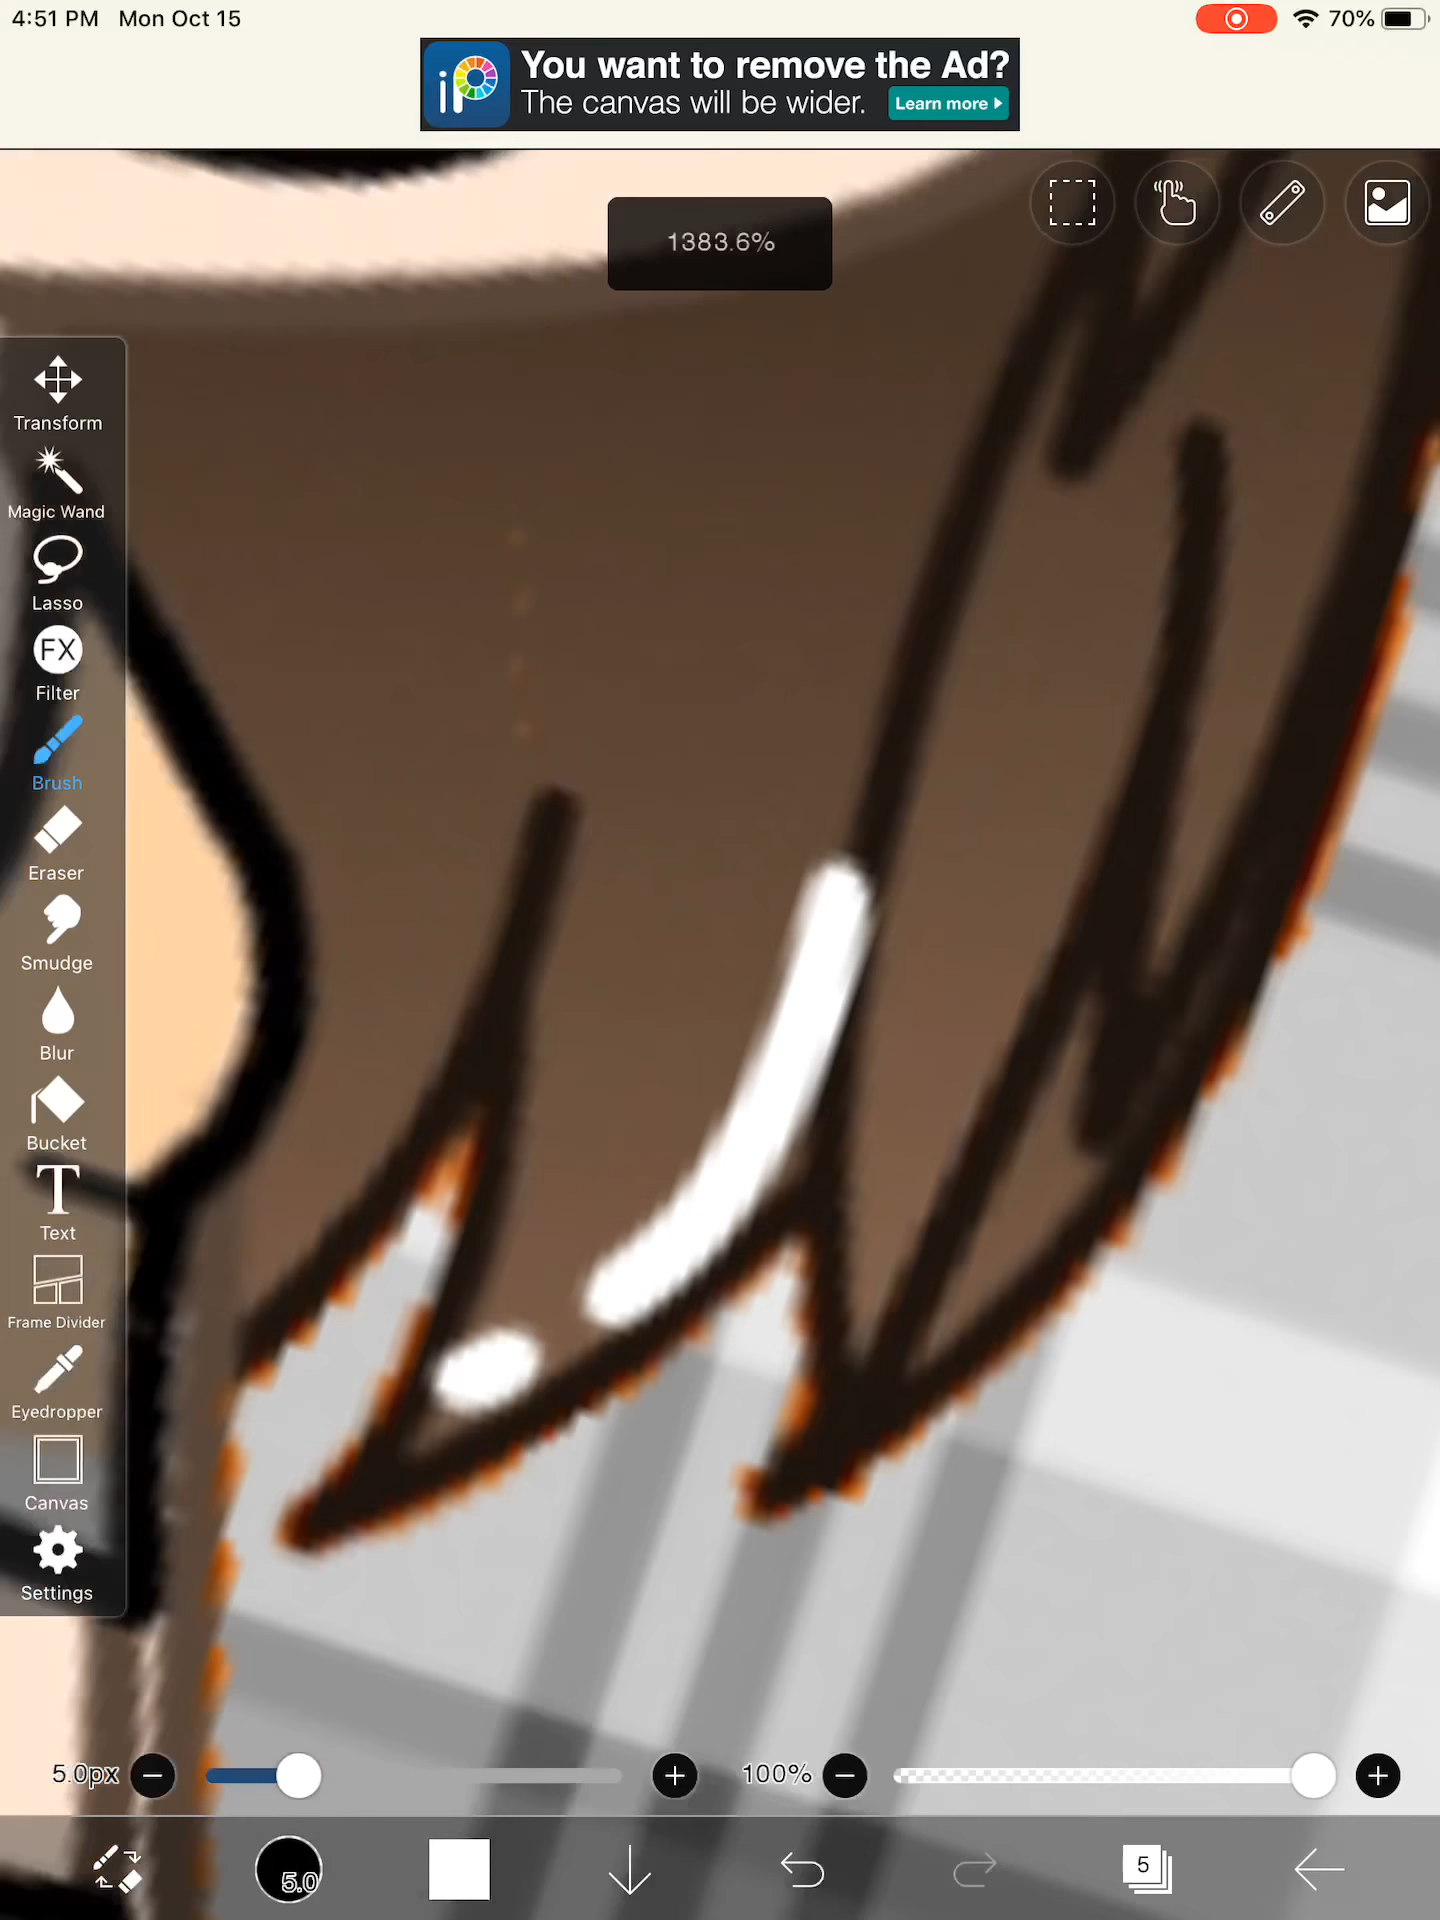 4:51 PM Mon Oct 15
70%
iP
You want to remove the Ad?
The canvas will be wider.
Learn more
1383.6%
Transform
Magic Wand
Lasso
FX
Filter
Brush
Eraser
Smudge
Blur
Bucket
T
Text
Frame Divider
Eyedropper
Canvas
Settings
5.0px
100%
5.0
5